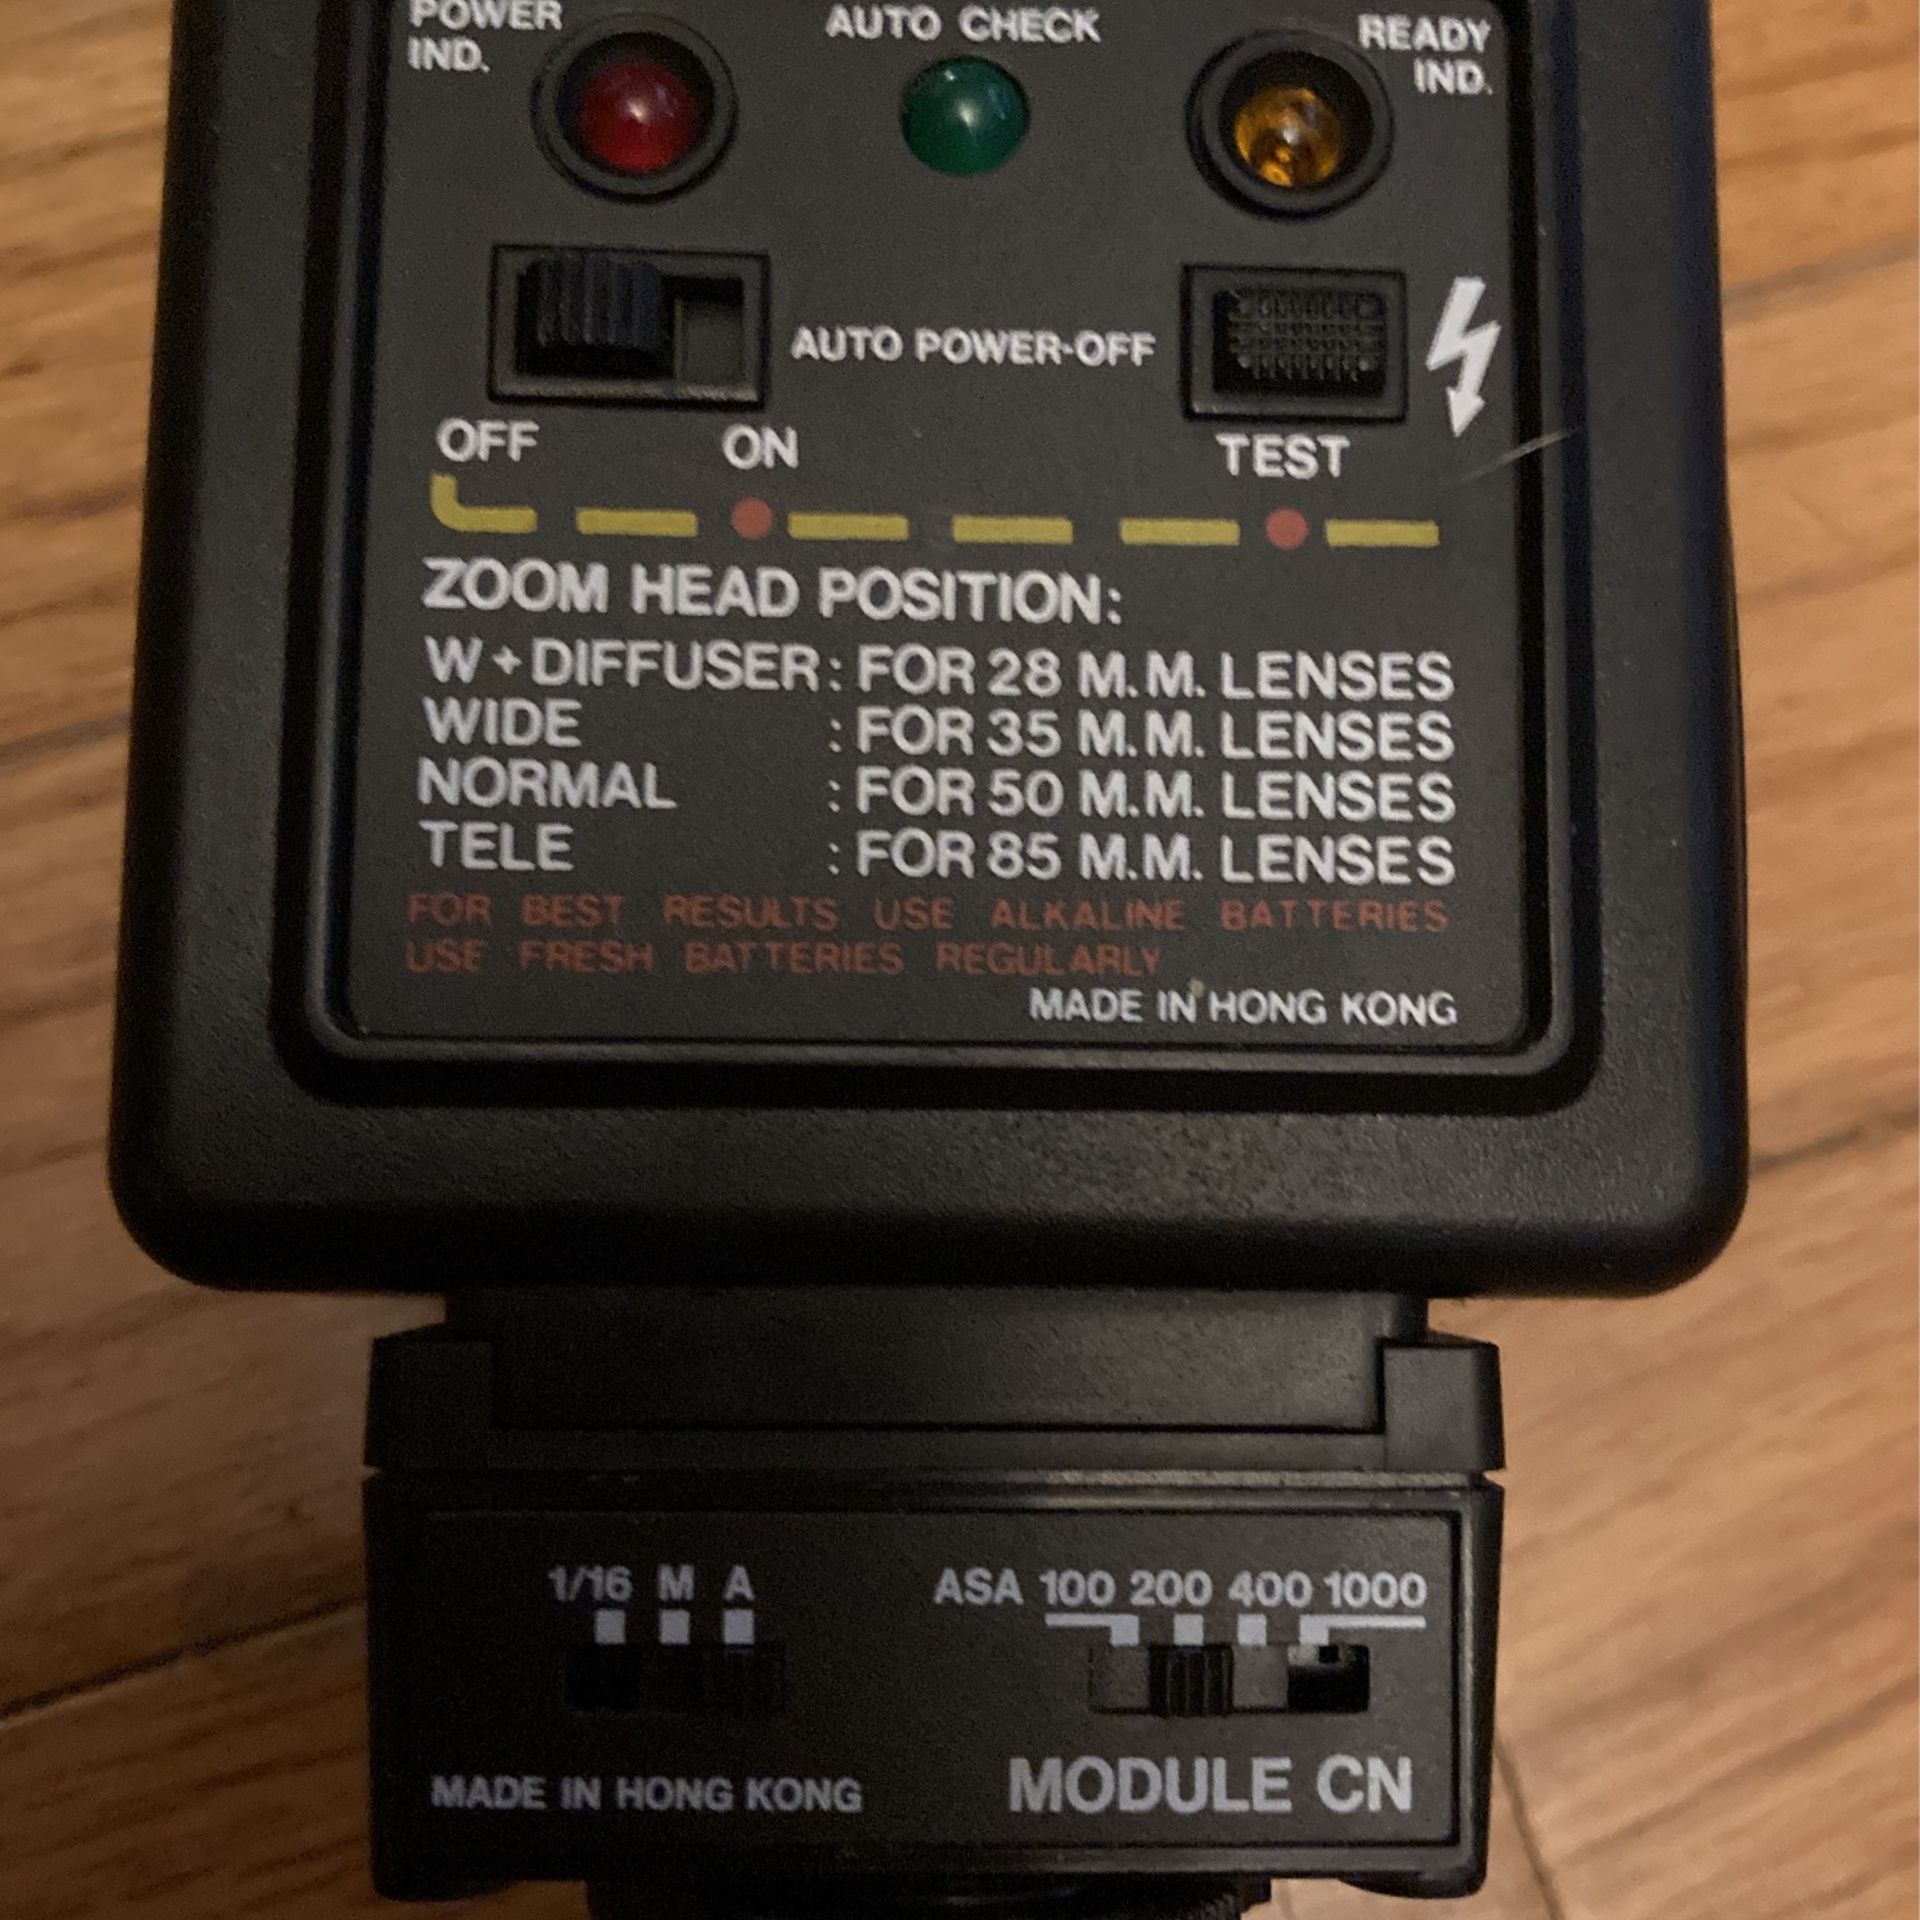 POWER IND.
AUTO CHECK
READY IND.
AUTO POWER-OFF
OFF ON TEST
ZOOM HEAD POSITION:
W + DIFFUSER : FOR 28 M.M. LENSES
WIDE : FOR 35 M.M. LENSES
NORMAL : FOR 50 M.M. LENSES
TELE : FOR 85 M.M. LENSES
FOR BEST RESULTS USE ALKALINE BATTERIES
USE FRESH BATTERIES REGULARLY
MADE IN HONG KONG
1/16 M A
ASA 100 200 400 1000
MADE IN HONG KONG
MODULE CN